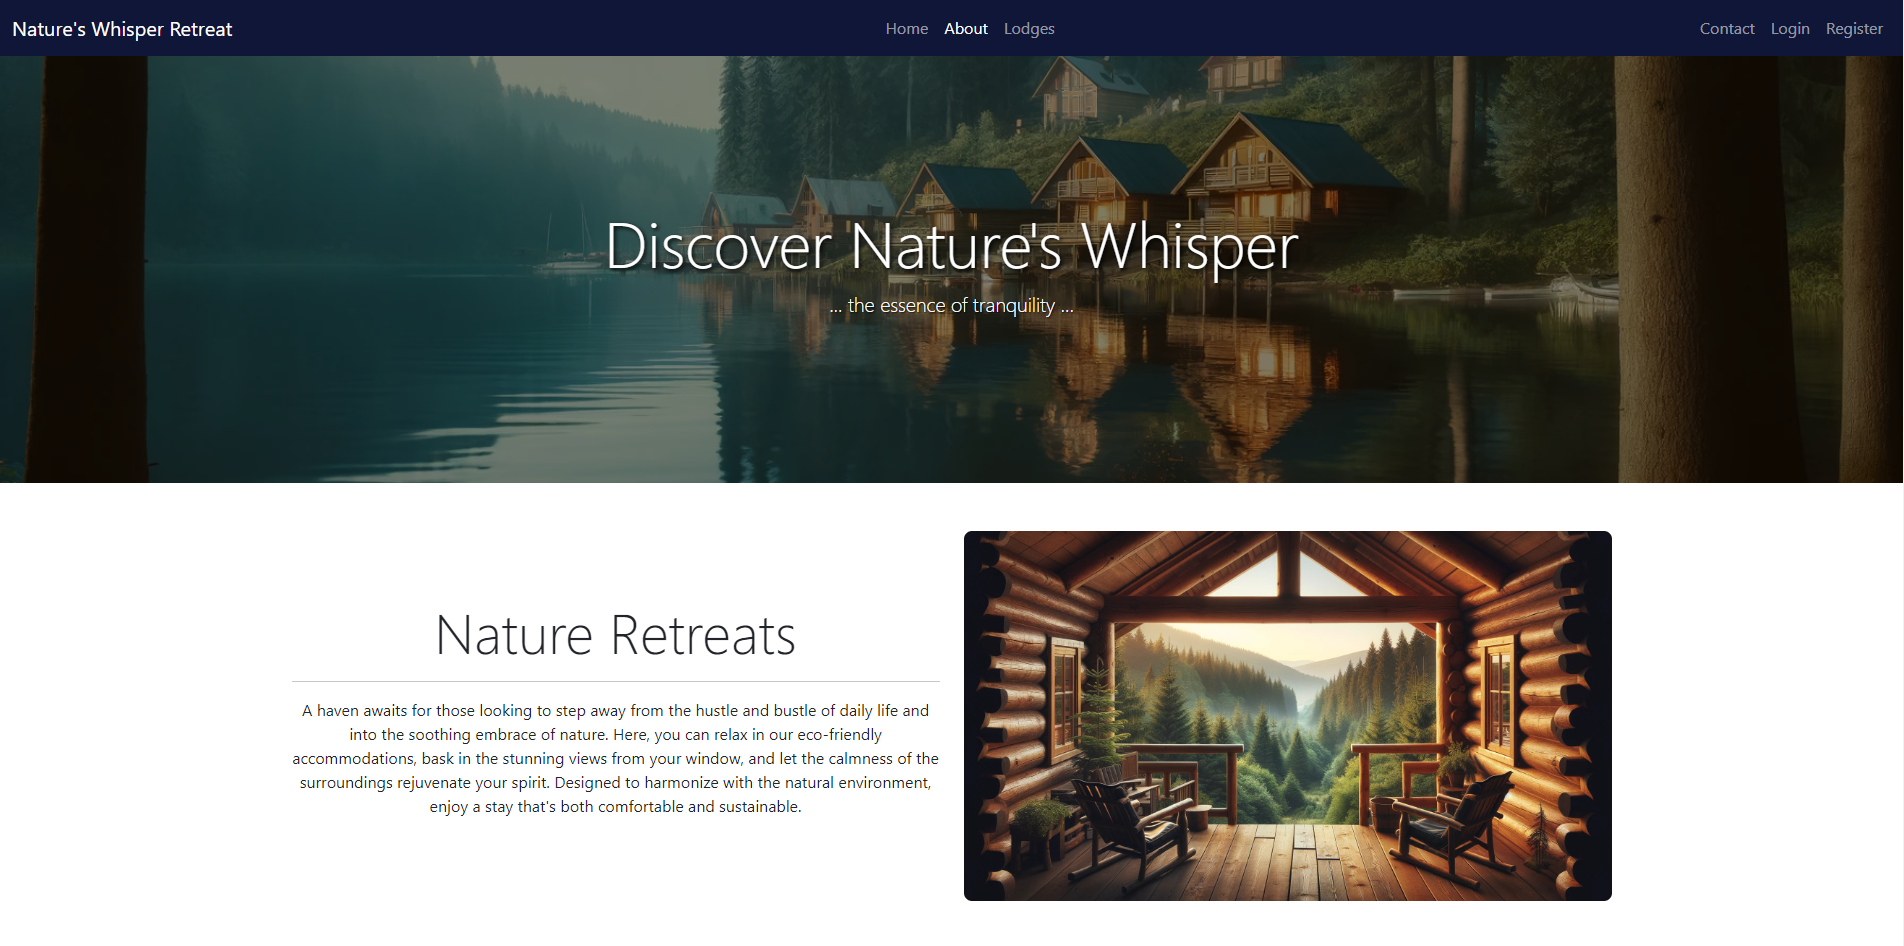 Nature's Whisper Retreat
Home About Lodges
Contact Login Register
Discover Nature's Whisper
... the essence of tranquility ...
Nature Retreats
A haven awaits for those looking to step away from the hustle and bustle of daily life and
into the soothing embrace of nature. Here, you can relax in our eco-friendly
accommodations, bask in the stunning views from your window, and let the calmness of the
surroundings rejuvenate your spirit. Designed to harmonize with the natural environment,
enjoy a stay that's both comfortable and sustainable.